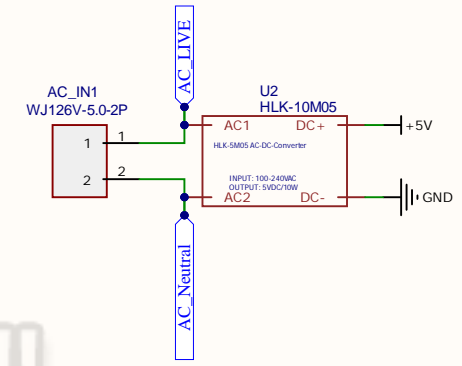 AC_LIVE
AC_IN1
WJ126V-5.0-2P
1
1
2
2
U2
HLK-10M05
AC1
DC+
HLK-5M05 AC-DC-Converter
INPUT: 100-240VAC
OUTPUT: 5VDC/10W
AC2
DC-
+5V
GND
AC_Neutral